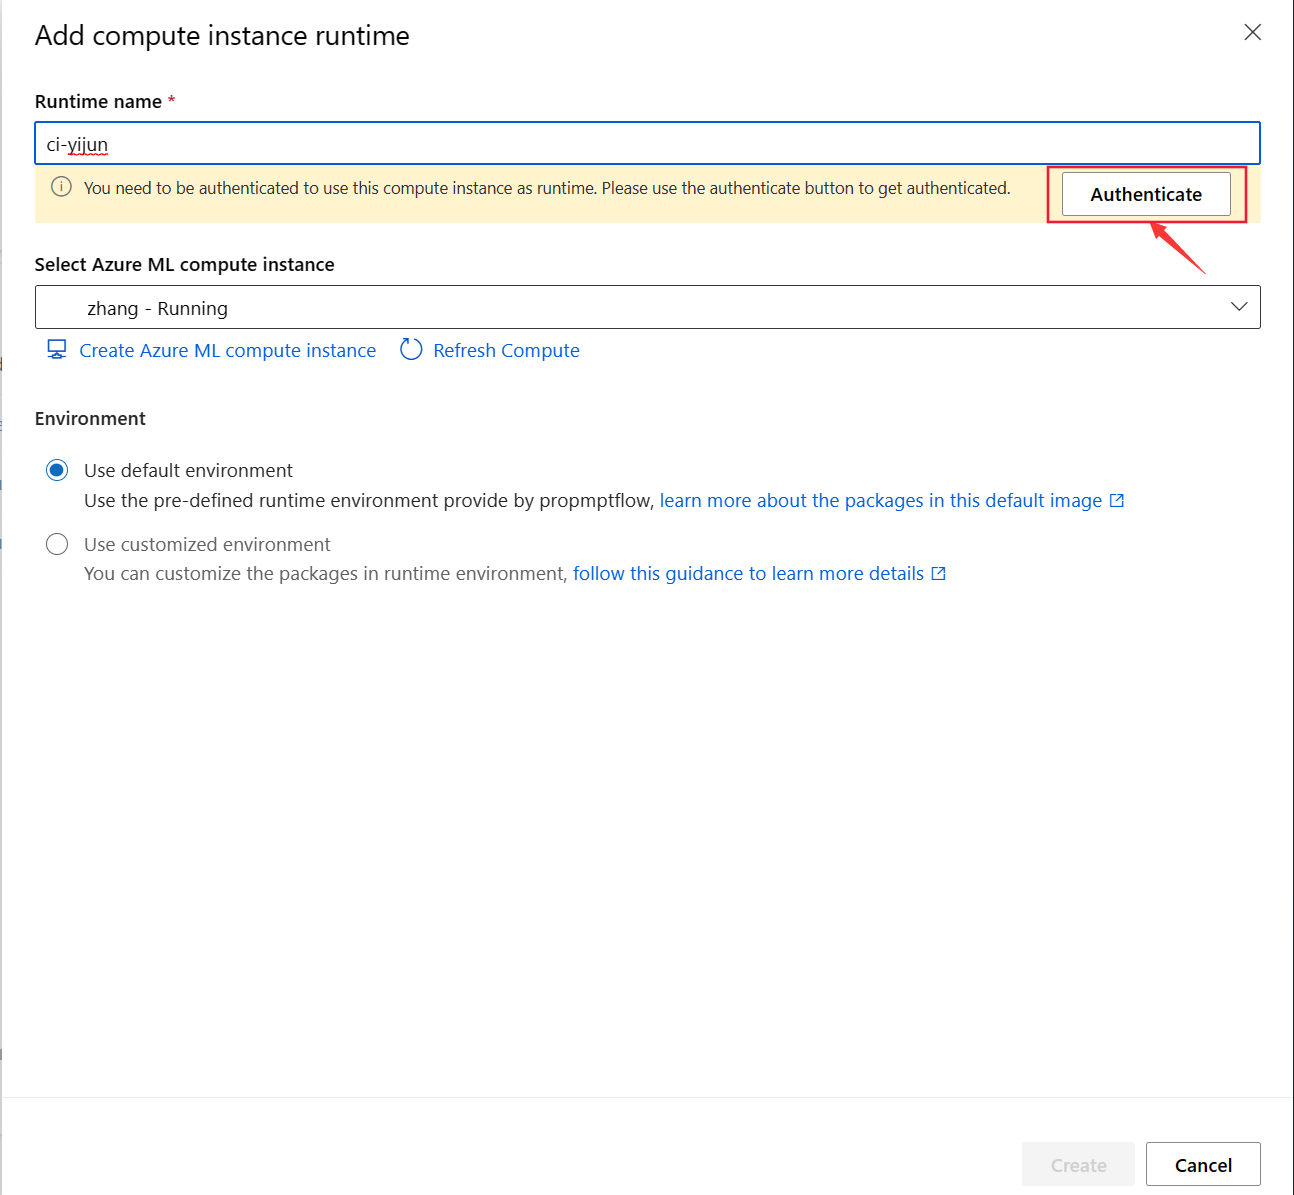 Add compute instance runtime
Runtime name *
ci-yijun
You need to be authenticated to use this compute instance as runtime. Please use the authenticate button to get authenticated.
Authenticate
Select Azure ML compute instance
zhang - Running
Create Azure ML compute instance Refresh Compute
Environment
Use default environment
Use the pre-defined runtime environment provide by propmptflow, learn more about the packages in this default image
Use customized environment
You can customize the packages in runtime environment, follow this guidance to learn more details
Create Cancel